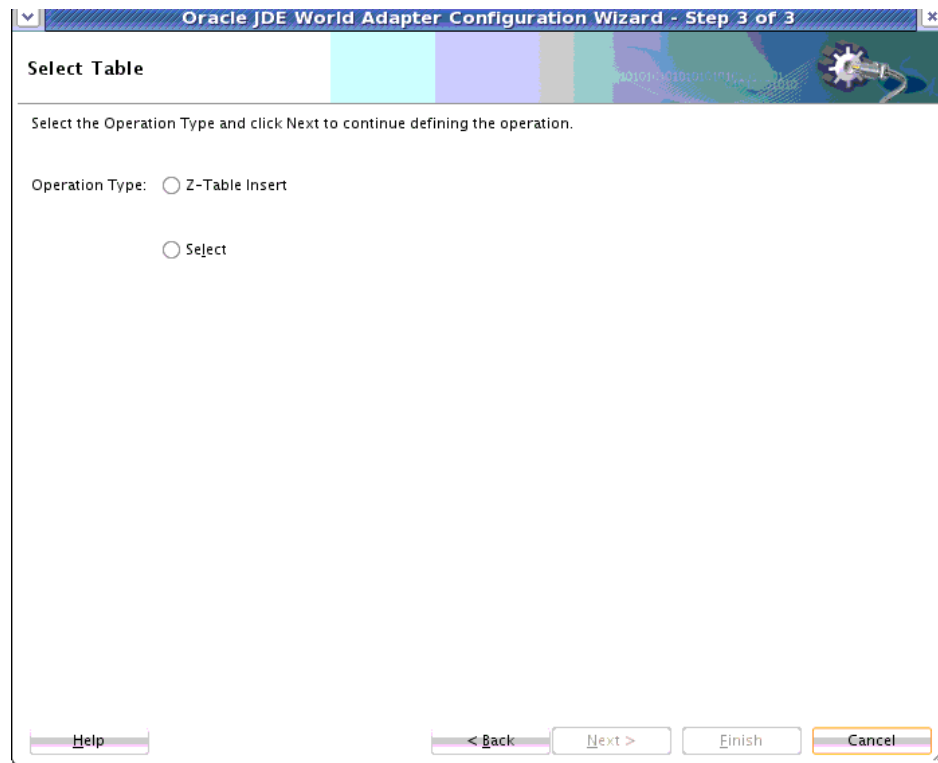 Oracle JDE World Adapter Configuration Wizard - Step 3 of 3
Select Table
Select the Operation Type and click Next to continue defining the operation.
Operation Type: Z-Table Insert
Select
Help < Back Next > Finish Cancel